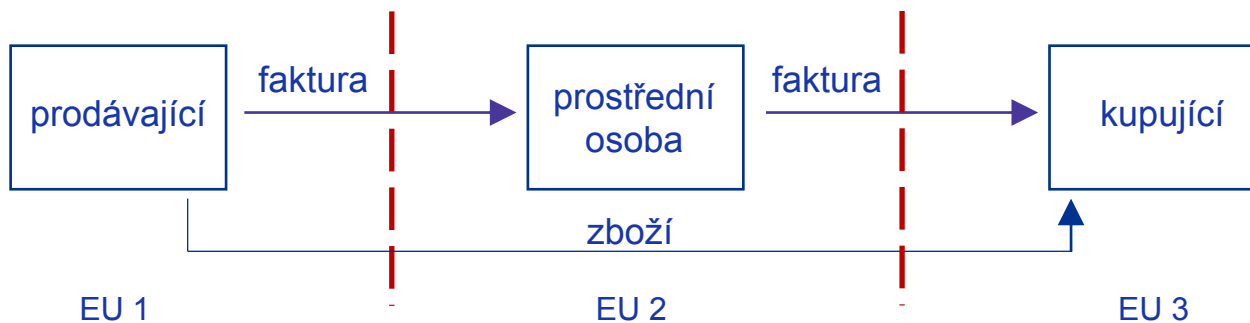 prodávající
faktura
prostřední
osoba
faktura
kupující
zboží
EU 1
EU 2
EU 3